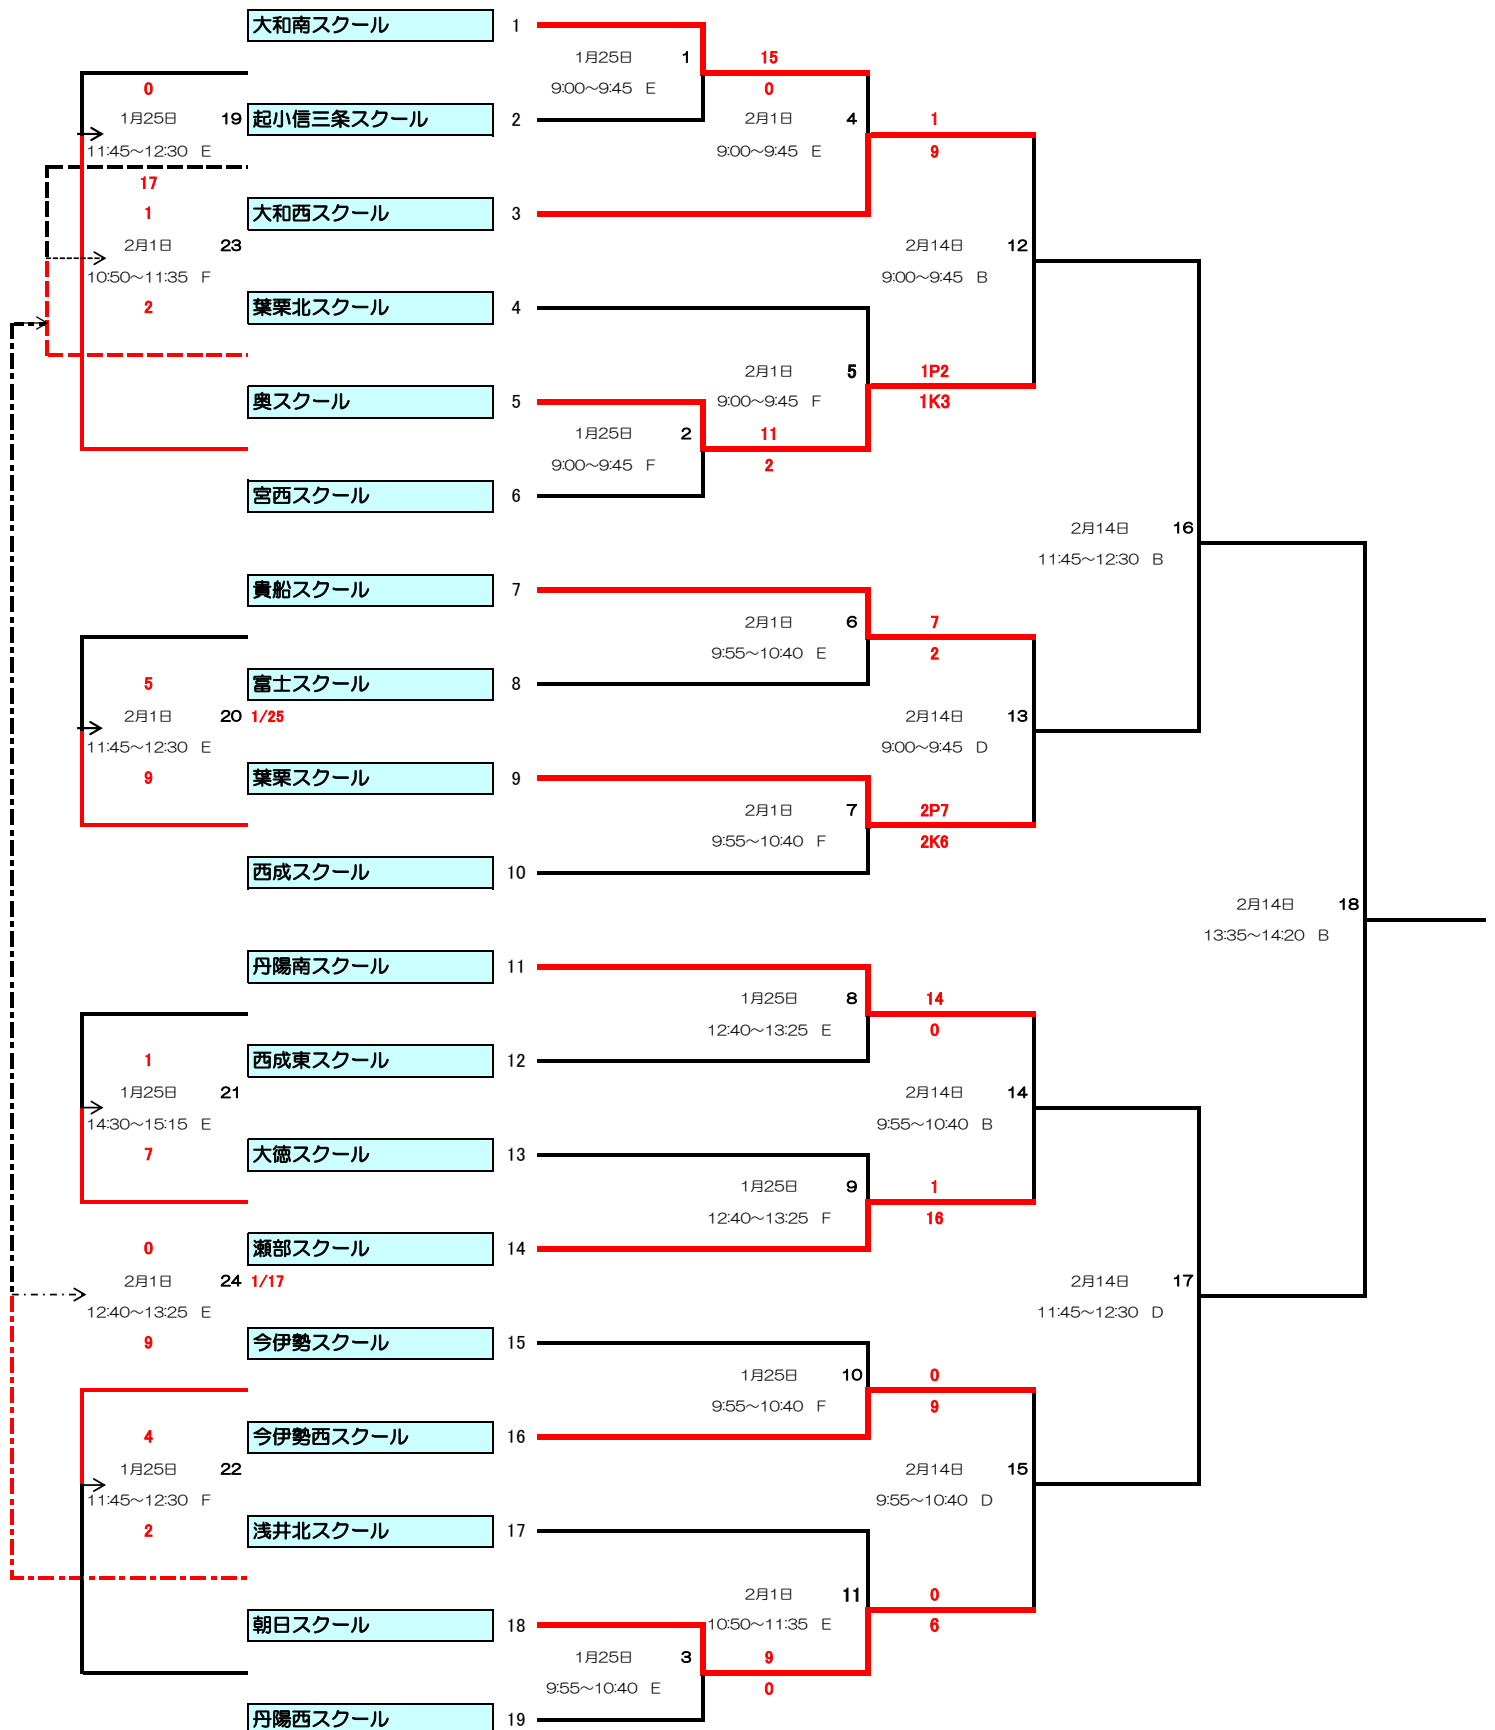 大和南スクール 1
1月25日 1 15
0 9:00～9:45 E 0
1月25日 19 起小信三条スクール 2 2月1日 4 1
11:45～12:30 E 9:00～9:45 E 9
17
1 大和西スクール 3
2月1日 23 2月14日 12
10:50～11:35 F 9:00～9:45 B
2 葉栗北スクール 4
2月1日 5 1P2
奥スクール 5 9:00～9:45 F 1K3
1月25日 2 11
9:00～9:45 F 2
宮西スクール 6
2月14日 16
11:45～12:30 B
貴船スクール 7
2月1日 6 7
9:55～10:40 E 2
5 富士スクール 8
2月1日 20 1/25 2月14日 13
11:45～12:30 E 9:00～9:45 D
9 葉栗スクール 9
2月1日 7 2P7
9:55～10:40 F 2K6
西成スクール 10
2月14日 18
13:35～14:20 B
丹陽南スクール 11
1月25日 8 14
12:40～13:25 E 0
1 西成東スクール 12
1月25日 21 2月14日 14
14:30～15:15 E 9:55～10:40 B
7 大徳スクール 13
1月25日 9 1
12:40～13:25 F 16
0 瀬部スクール 14
2月1日 24 1/17 2月14日 17
12:40～13:25 E 11:45～12:30 D
9 今伊勢スクール 15
1月25日 10 0
9:55～10:40 F 9
4 今伊勢西スクール 16
1月25日 22 2月14日 15
11:45～12:30 F 9:55～10:40 D
2 浅井北スクール 17
2月1日 11 0
朝日スクール 18 10:50～11:35 E 6
1月25日 3 9
9:55～10:40 E 0
丹陽西スクール 19